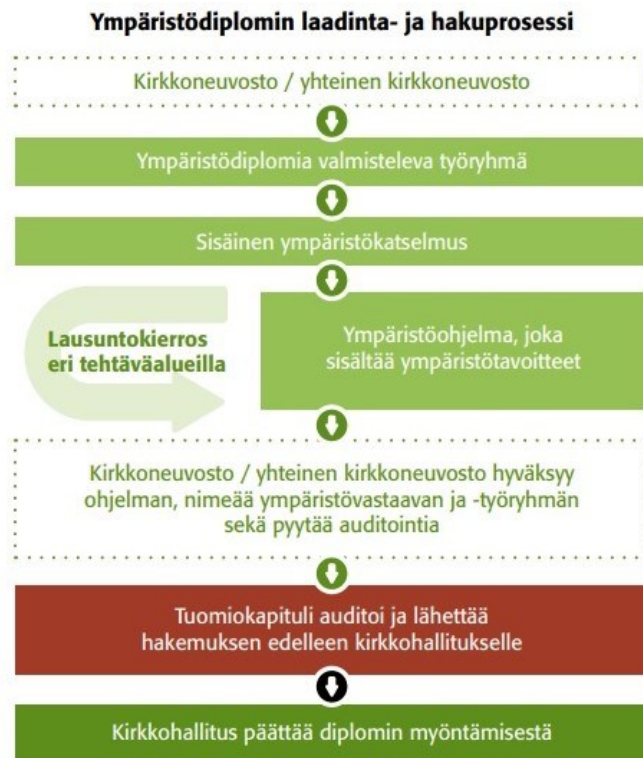 Ympäristödiplomin laadinta- ja hakuprosessi
Kirkkoneuvosto / yhteinen kirkkoneuvosto
Ympäristödiplomia valmisteleva työryhmä
Sisäinen ympäristökatselmus
Lausuntokierros
eri tehtäväalueilla
Ympäristöohjelma, joka
sisältää ympäristötavoitteet
Kirkkoneuvosto / yhteinen kirkkoneuvosto hyväksyy
ohjelman, nimeää ympäristövastaavan ja -työryhmän
sekä pyytää auditointia
Tuomiokapituli auditoi ja lähettää
hakemuksen edelleen kirkkohallitukselle
Kirkkohallitus päättää diplomin myöntämisestä